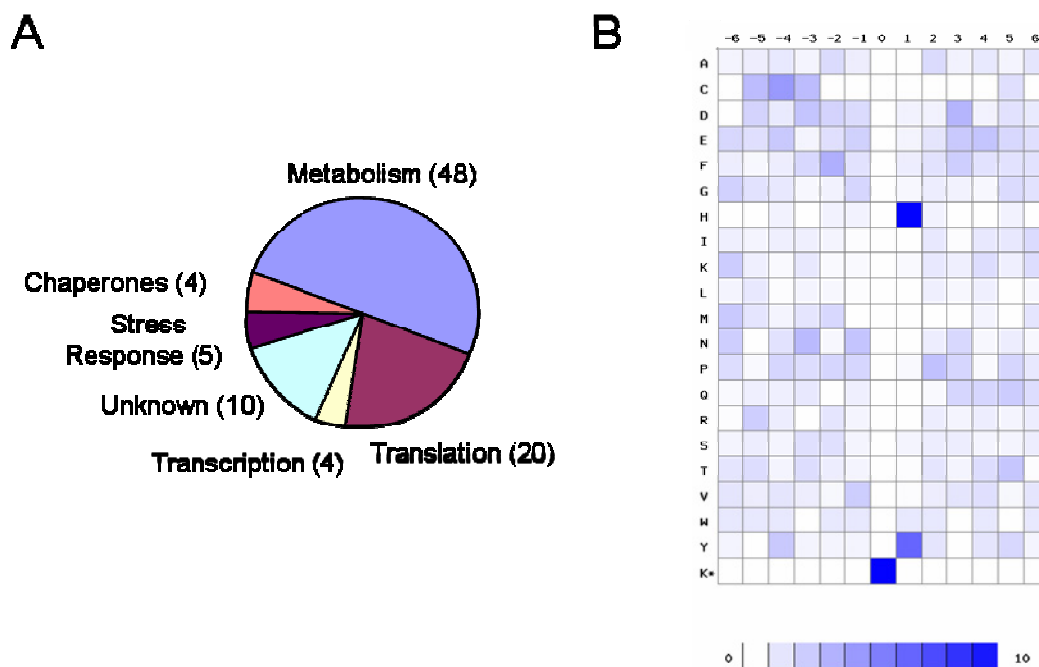 A
Metabolism (48)
Chaperones (4)
Stress
Response (5)
Unknown (10)
Transcription (4)
Translation (20)
B
-6 -5 -4 -3 -2 -1 0 1 2 3 4 5 6
A
C
D
E
F
G
H
I
K
L
M
N
P
Q
R
S
T
V
W
Y
K*
0 10